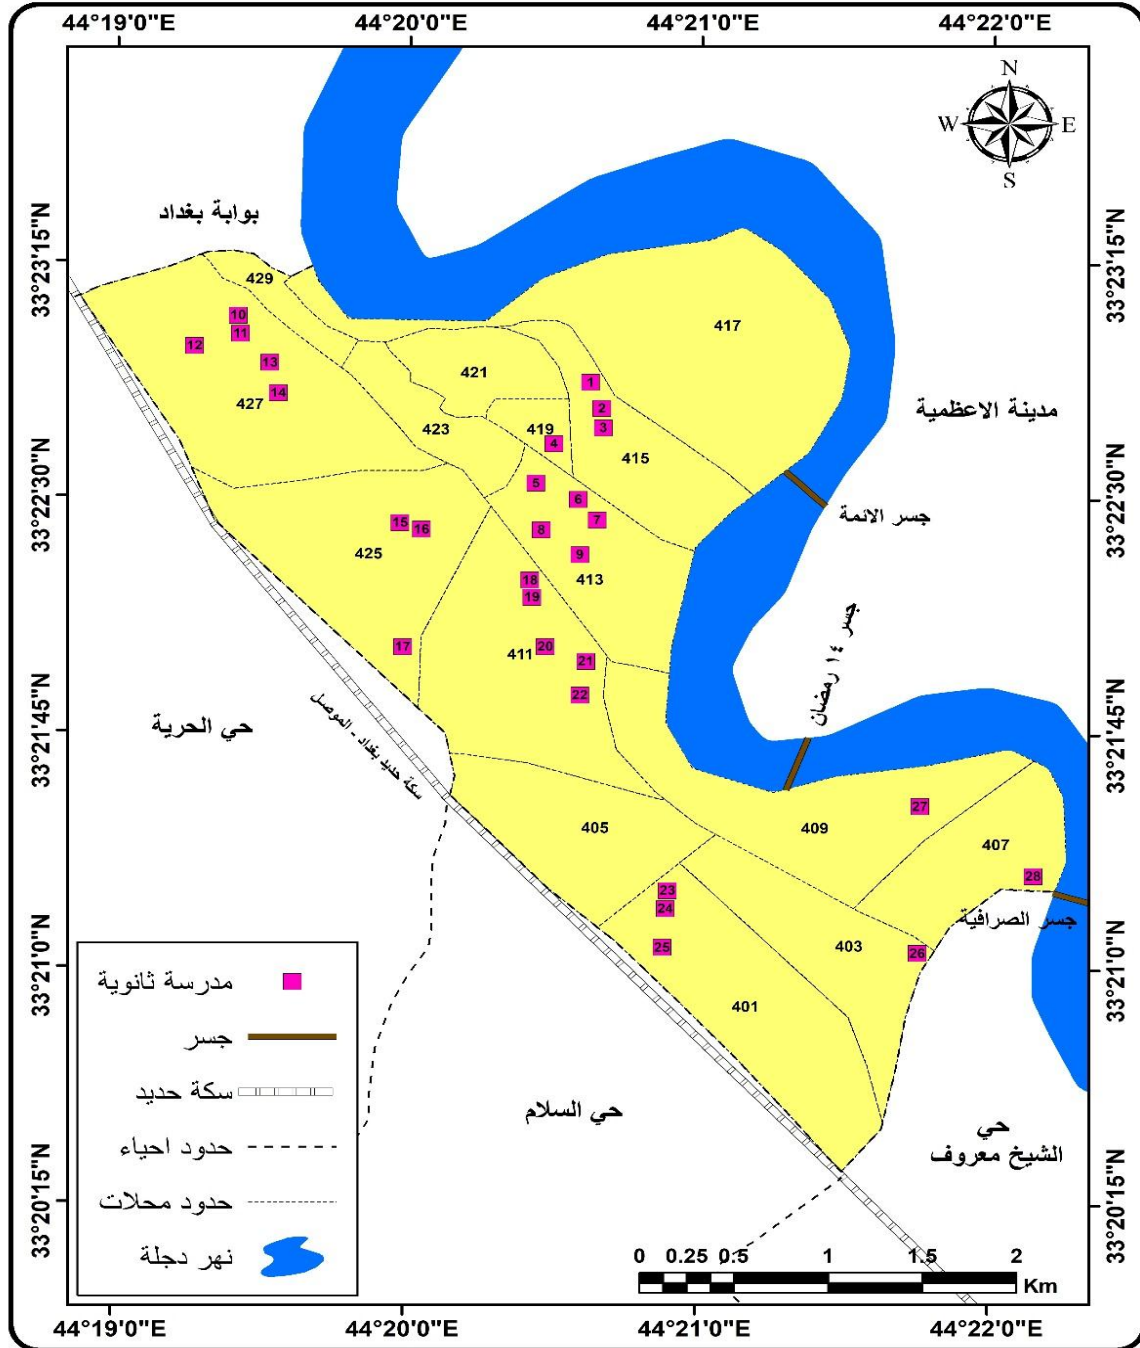 44°19'0"E 44°20'0"E 44°21'0"E 44°22'0"E
N
W E
S
بوابة بغداد
33°23'15"N
33°23'15"N
429
417
10
11
12
13
14
427
421
1
2
3
423
419
4
415
مدينة الاعظمية
33°22'30"N
33°22'30"N
5
6
7
8
9
جسر الائمة
15
16
425
413
18
19
جسر ١٤ رمضان
17
411
20
21
22
حي الحرية
سكة حديد بغداد - الموصل
33°21'45"N
33°21'45"N
27
405
409
407
28
23
24
25
جسر الصرافية
403
26
33°21'0"N
33°21'0"N
401
مدرسة ثانوية
جسر
سكة حديد
حدود احياء
حدود محلات
نهر دجلة
حي السلام
حي
الشيخ معروف
33°20'15"N
33°20'15"N
0 0.25 0.5 1 1.5 2
Km
44°19'0"E 44°20'0"E 44°21'0"E 44°22'0"E